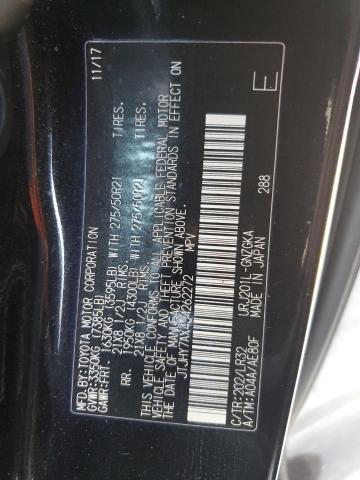 MFD.BY:TOYOTA MOTOR CORPORATION 11/17
GVWR:3350KG (7385LB)
GAWR:FRT. 1630KG (3595LB) WITH 275/50R21 TIRES.
21X8 1/2J RIMS
RR. 1950KG (4300LB) WITH 275/50R21 TIRES.
21X8 1/2J RIMS
THIS VEHICLE CONFORMS TO ALL APPLICABLE FEDERAL MOTOR
VEHICLE SAFETY AND THEFT PREVENTION STANDARDS IN EFFECT ON
THE DATE OF MANUFACTURE SHOWN ABOVE.
MPV
E
288
URJ201L-GNZGKA
C/TR:202/LR32 MADE IN JAPAN
A/TM:A04A/AE80F